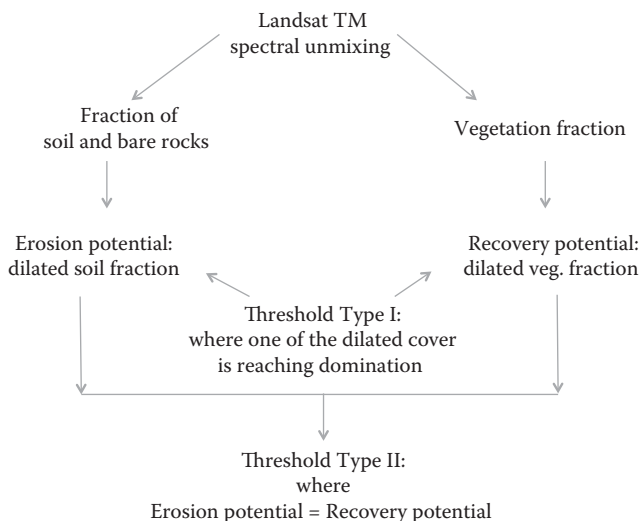 Landsat TM
spectral unmixing
Fraction of
soil and bare rocks
Vegetation fraction
Erosion potential:
dilated soil fraction
Recovery potential:
dilated veg. fraction
Threshold Type I:
where one of the dilated cover
is reaching domination
Threshold Type II:
where
Erosion potential = Recovery potential